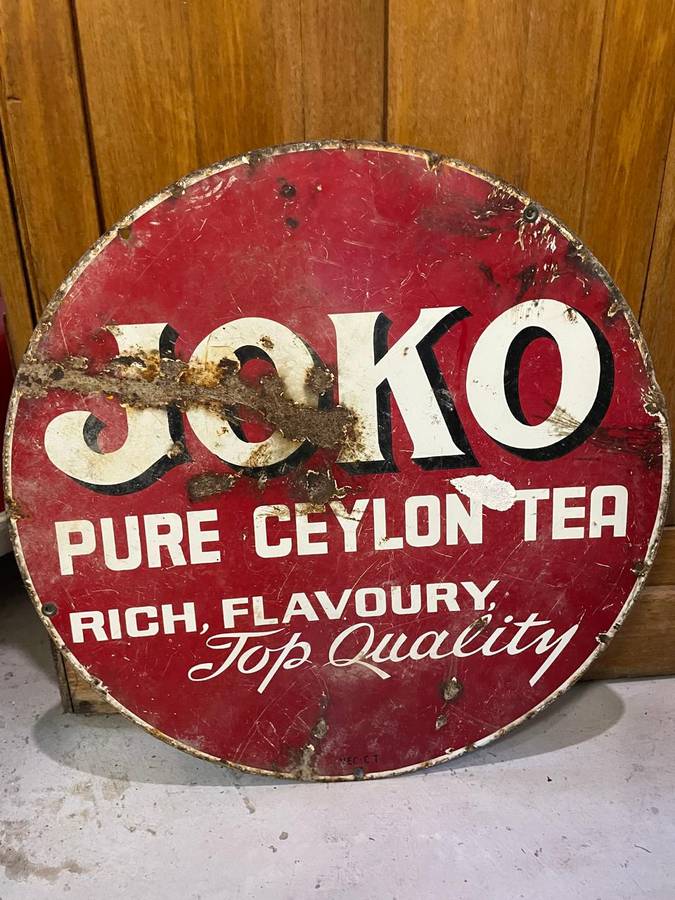 JOKO
PURE CEYLON TEA
RICH, FLAVOURY,
Top Quality